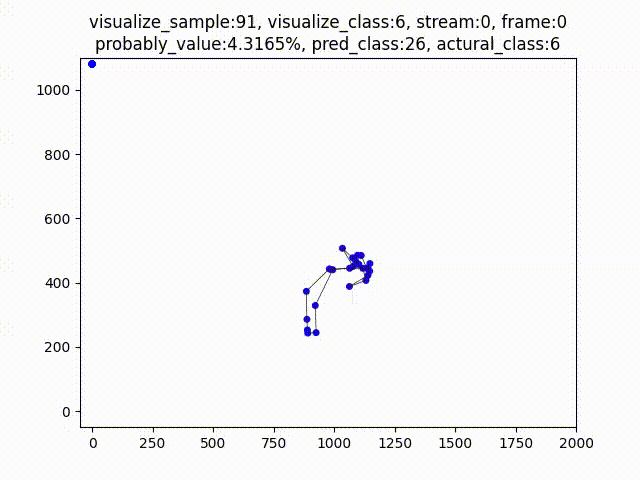 visualize_sample:91, visualize_class:6, stream:0, frame:0
probably_value:4.3165%, pred_class:26, actural_class:6
1000
800
600
400
200
0
0 250 500 750 1000 1250 1500 1750 2000